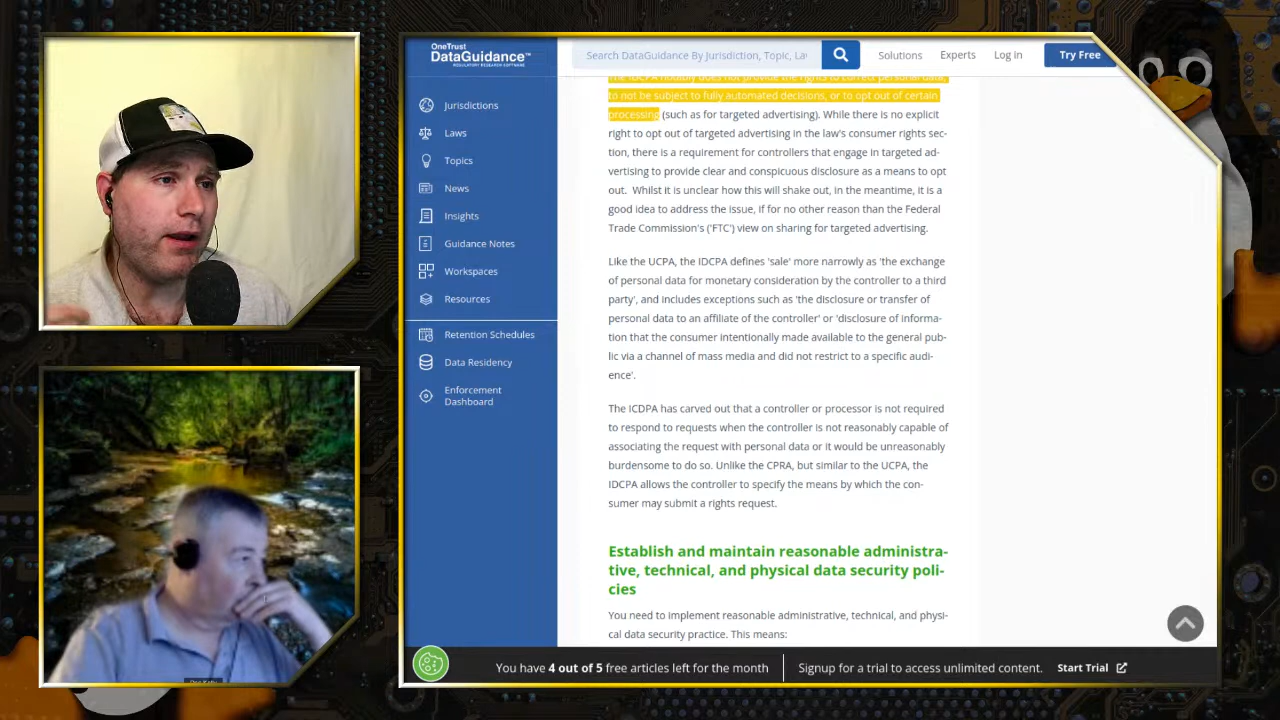 OneTrust
DataGuidance™
REGULATORY RESEARCH SOFTWARE
Search DataGuidance By Jurisdiction, Topic, La
Solutions
Experts
Log in
Try Free
Jurisdictions
Laws
Topics
News
Insights
Guidance Notes
Workspaces
Resources
Retention Schedules
Data Residency
Enforcement
Dashboard
The IDCPA notably does not provide the rights to correct personal data,
to not be subject to fully automated decisions, or to opt out of certain
processing (such as for targeted advertising). While there is no explicit
right to opt out of targeted advertising in the law's consumer rights sec-
tion, there is a requirement for controllers that engage in targeted ad-
vertising to provide clear and conspicuous disclosure as a means to opt
out. Whilst it is unclear how this will shake out, in the meantime, it is a
good idea to address the issue, if for no other reason than the Federal
Trade Commission's ('FTC') view on sharing for targeted advertising.
Like the UCPA, the IDCPA defines 'sale' more narrowly as 'the exchange
of personal data for monetary consideration by the controller to a third
party', and includes exceptions such as 'the disclosure or transfer of
personal data to an affiliate of the controller' or 'disclosure of informa-
tion that the consumer intentionally made available to the general pub-
lic via a channel of mass media and did not restrict to a specific audi-
ence'.
The ICDPA has carved out that a controller or processor is not required
to respond to requests when the controller is not reasonably capable of
associating the request with personal data or it would be unreasonably
burdensome to do so. Unlike the CPRA, but similar to the UCPA, the
IDCPA allows the controller to specify the means by which the con-
sumer may submit a rights request.
Establish and maintain reasonable administra-
tive, technical, and physical data security poli-
cies
You need to implement reasonable administrative, technical, and physi-
cal data security practice. This means:
You have 4 out of 5 free articles left for the month
Signup for a trial to access unlimited content.
Start Trial